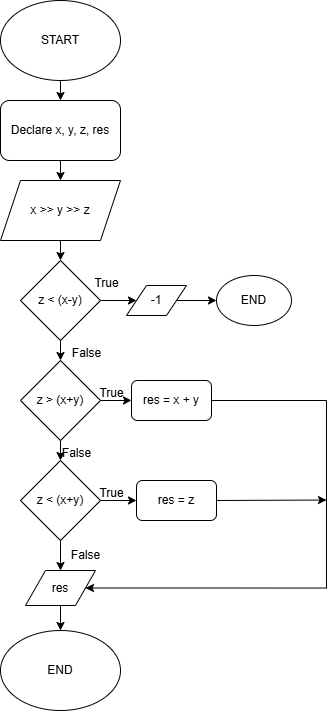 START
Declare x, y, z, res
x >> y >> z
z < (x-y)
True
-1
END
False
z > (x+y)
True
res = x + y
False
z < (x+y)
True
res = z
False
res
END